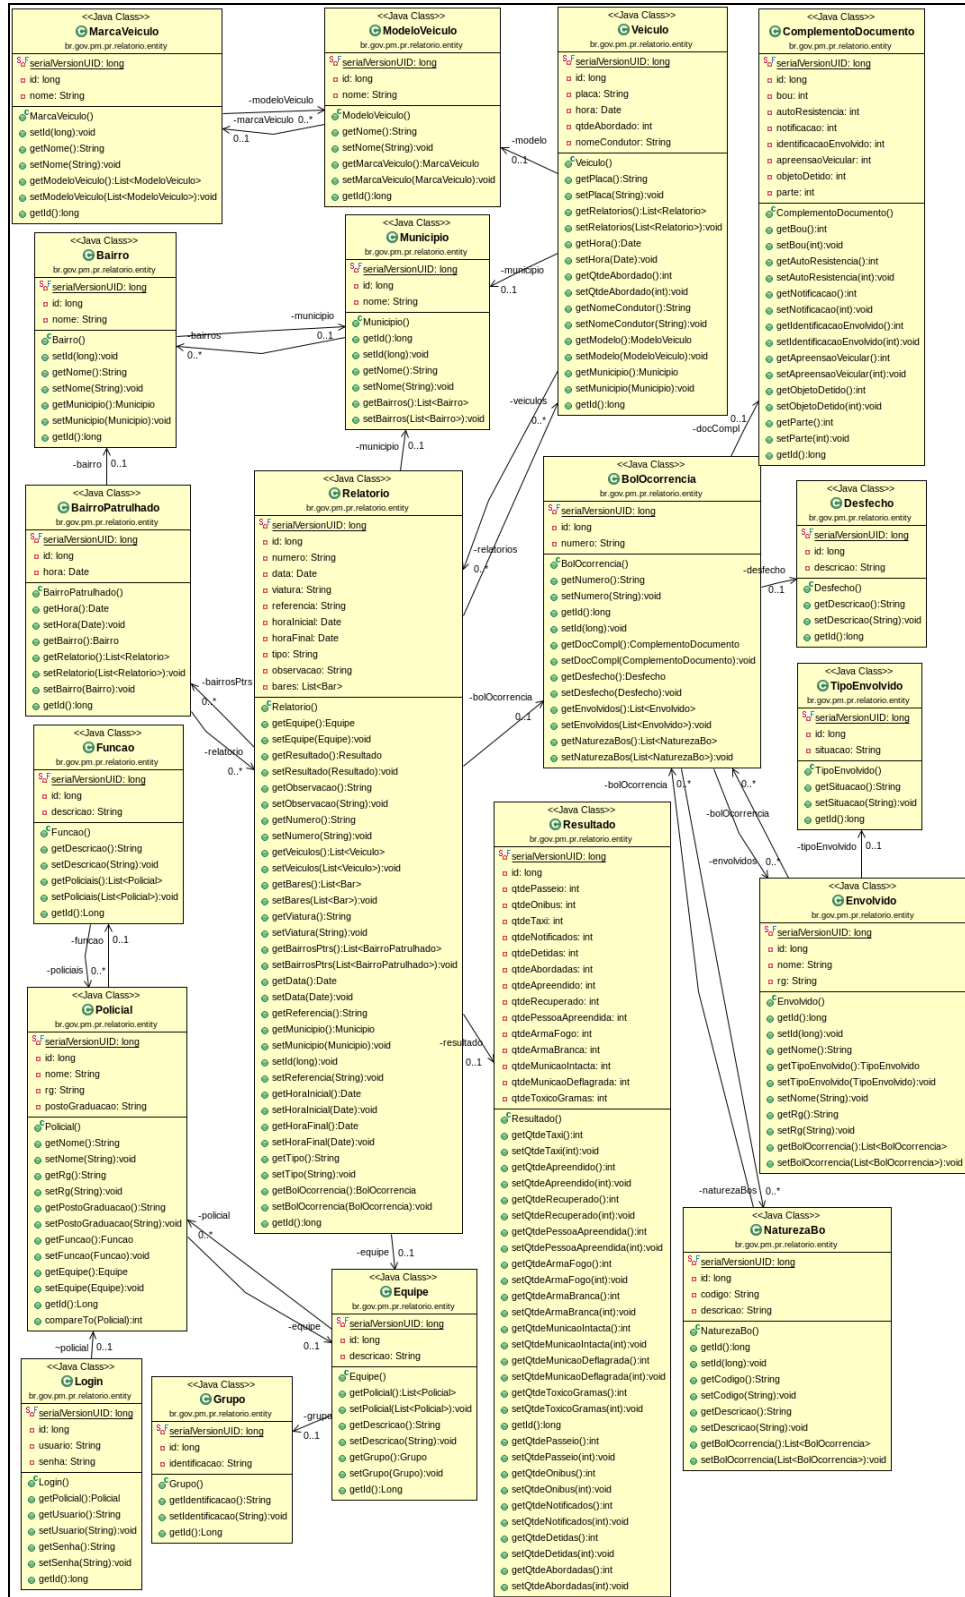 <<Java Class>>
MarcaVeiculo
br.gov.pm.pr.relatorio.entity
serialVersionUID: long
id: long
nome: String
MarcaVeiculo()
setId(long):void
getNome():String
setNome(String):void
getModeloVeiculo():List<ModeloVeiculo>
setModeloVeiculo(List<ModeloVeiculo>):void
getId():long
-modeloVeiculo
-marcaVeiculo 0..*
0..1
<<Java Class>>
ModeloVeiculo
br.gov.pm.pr.relatorio.entity
serialVersionUID: long
id: long
nome: String
ModeloVeiculo()
getNome():String
setNome(String):void
getMarcaVeiculo():MarcaVeiculo
setMarcaVeiculo(MarcaVeiculo):void
getId():long
-modelo
0..1
<<Java Class>>
Veiculo
br.gov.pm.pr.relatorio.entity
serialVersionUID: long
id: long
placa: String
hora: Date
qtdeAbordado: int
nomeCondutor: String
Veiculo()
getPlaca():String
setPlaca(String):void
getRelatorios():List<Relatorio>
setRelatorios(List<Relatorio>):void
getHora():Date
setHora(Date):void
getQtdeAbordado():int
setQtdeAbordado(int):void
getNomeCondutor():String
setNomeCondutor(String):void
getModelo():ModeloVeiculo
setModelo(ModeloVeiculo):void
getMunicipio():Municipio
setMunicipio(Municipio):void
getId():long
<<Java Class>>
ComplementoDocumento
br.gov.pm.pr.relatorio.entity
serialVersionUID: long
id: long
bou: int
autoResistencia: int
notificacao: int
identificacaoEnvolvido: int
apreensaoVeicular: int
objetoDetido: int
parte: int
ComplementoDocumento()
getBou():int
setBou(int):void
getAutoResistencia():int
setAutoResistencia(int):void
getNotificacao():int
setNotificacao(int):void
getIdentificacaoEnvolvido():int
setIdentificacaoEnvolvido(int):void
getApreensaoVeicular():int
setApreensaoVeicular(int):void
getObjetoDetido():int
setObjetoDetido(int):void
getParte():int
setParte(int):void
getId():long
<<Java Class>>
Bairro
br.gov.pm.pr.relatorio.entity
serialVersionUID: long
id: long
nome: String
Bairro()
setId(long):void
getNome():String
setNome(String):void
getMunicipio():Municipio
setMunicipio(Municipio):void
getId():long
-municipio
-bairros 0..1
0..*
<<Java Class>>
Municipio
br.gov.pm.pr.relatorio.entity
serialVersionUID: long
id: long
nome: String
Municipio()
getId():long
setId(long):void
getNome():String
setNome(String):void
getBairros():List<Bairro>
setBairros(List<Bairro>):void
-municipio
0..1
-veiculos
0..*
0..1
-docCompl
-municipio 0..1
-bairro 0..1
<<Java Class>>
BairroPatrulhado
br.gov.pm.pr.relatorio.entity
serialVersionUID: long
id: long
hora: Date
BairroPatrulhado()
getHora():Date
setHora(Date):void
getBairro():Bairro
getRelatorio():List<Relatorio>
setRelatorio(List<Relatorio>):void
setBairro(Bairro):void
getId():long
-bairrosPtrs
0..*
-relatorio
0..*
<<Java Class>>
Relatorio
br.gov.pm.pr.relatorio.entity
serialVersionUID: long
id: long
numero: String
data: Date
viatura: String
referencia: String
horaInicial: Date
horaFinal: Date
tipo: String
observacao: String
bares: List<Bar>
Relatorio()
getEquipe():Equipe
setEquipe(Equipe):void
getResultado():Resultado
setResultado(Resultado):void
getObservacao():String
setObservacao(String):void
getNumero():String
setNumero(String):void
getVeiculos():List<Veiculo>
setVeiculos(List<Veiculo>):void
getBares():List<Bar>
setBares(List<Bar>):void
getViatura():String
setViatura(String):void
getBairrosPtrs():List<BairroPatrulhado>
setBairrosPtrs(List<BairroPatrulhado>):void
getData():Date
setData(Date):void
getReferencia():String
getMunicipio():Municipio
setMunicipio(Municipio):void
setId(long):void
setReferencia(String):void
getHoraInicial():Date
setHoraInicial(Date):void
getHoraFinal():Date
setHoraFinal(Date):void
getTipo():String
setTipo(String):void
getBolOcorrencia():BolOcorrencia
setBolOcorrencia(BolOcorrencia):void
getId():long
-relatorios
0..*
-bolOcorrencia
0..1
<<Java Class>>
BolOcorrencia
br.gov.pm.pr.relatorio.entity
serialVersionUID: long
id: long
numero: String
BolOcorrencia()
getNumero():String
setNumero(String):void
getId():long
setId(long):void
getDocCompl():ComplementoDocumento
setDocCompl(ComplementoDocumento):void
getDesfecho():Desfecho
setDesfecho(Desfecho):void
getEnvolvidos():List<Envolvido>
setEnvolvidos(List<Envolvido>):void
getNaturezaBos():List<NaturezaBo>
setNaturezaBos(List<NaturezaBo>):void
-desfecho
0..1
<<Java Class>>
Desfecho
br.gov.pm.pr.relatorio.entity
serialVersionUID: long
id: long
descricao: String
Desfecho()
getDescricao():String
setDescricao(String):void
getId():long
<<Java Class>>
TipoEnvolvido
br.gov.pm.pr.relatorio.entity
serialVersionUID: long
id: long
situacao: String
TipoEnvolvido()
getSituacao():String
setSituacao(String):void
getId():long
-tipoEnvolvido 0..1
-bolOcorrencia 0..*
0..*
-bolOcorrencia
-envolvidos 0..*
<<Java Class>>
Funcao
br.gov.pm.pr.relatorio.entity
serialVersionUID: long
id: long
descricao: String
Funcao()
getDescricao():String
setDescricao(String):void
getPoliciais():List<Policial>
setPoliciais(List<Policial>):void
getId():Long
-funcao 0..1
-policiais 0..*
<<Java Class>>
Policial
br.gov.pm.pr.relatorio.entity
serialVersionUID: long
id: long
nome: String
rg: String
postoGraduacao: String
Policial()
getNome():String
setNome(String):void
getRg():String
setRg(String):void
getPostoGraduacao():String
setPostoGraduacao(String):void
getFuncao():Funcao
setFuncao(Funcao):void
getEquipe():Equipe
setEquipe(Equipe):void
getId():Long
compareTo(Policial):int
-policial
0..*
-resultado
0..1
<<Java Class>>
Resultado
br.gov.pm.pr.relatorio.entity
serialVersionUID: long
id: long
qtdePasseio: int
qtdeOnibus: int
qtdeTaxi: int
qtdeNotificados: int
qtdeDetidas: int
qtdeAbordadas: int
qtdeApreendido: int
qtdeRecuperado: int
qtdePessoaApreendida: int
qtdeArmaFogo: int
qtdeArmaBranca: int
qtdeMunicaoIntacta: int
qtdeMunicaoDeflagrada: int
qtdeToxicoGramas: int
Resultado()
getQtdeTaxi():int
setQtdeTaxi(int):void
getQtdeApreendido():int
setQtdeApreendido(int):void
getQtdeRecuperado():int
setQtdeRecuperado(int):void
getQtdePessoaApreendida():int
setQtdePessoaApreendida(int):void
getQtdeArmaFogo():int
setQtdeArmaFogo(int):void
getQtdeArmaBranca():int
setQtdeArmaBranca(int):void
getQtdeMunicaoIntacta():int
setQtdeMunicaoIntacta(int):void
getQtdeMunicaoDeflagrada():int
setQtdeMunicaoDeflagrada(int):void
getQtdeToxicoGramas():int
setQtdeToxicoGramas(int):void
getId():long
getQtdePasseio():int
setQtdePasseio(int):void
getQtdeOnibus():int
setQtdeOnibus(int):void
getQtdeNotificados():int
setQtdeNotificados(int):void
getQtdeDetidas():int
setQtdeDetidas(int):void
getQtdeAbordadas():int
setQtdeAbordadas(int):void
<<Java Class>>
Envolvido
br.gov.pm.pr.relatorio.entity
serialVersionUID: long
id: long
nome: String
rg: String
Envolvido()
getId():long
setId(long):void
getNome():String
getTipoEnvolvido():TipoEnvolvido
setTipoEnvolvido(TipoEnvolvido):void
setNome(String):void
getRg():String
setRg(String):void
getBolOcorrencia():List<BolOcorrencia>
setBolOcorrencia(List<BolOcorrencia>):void
-naturezaBos 0..*
<<Java Class>>
NaturezaBo
br.gov.pm.pr.relatorio.entity
serialVersionUID: long
id: long
codigo: String
descricao: String
NaturezaBo()
getId():long
setId(long):void
getCodigo():String
setCodigo(String):void
getDescricao():String
setDescricao(String):void
getBolOcorrencia():List<BolOcorrencia>
setBolOcorrencia(List<BolOcorrencia>):void
-equipe 0..1
-equipe
0..1
<<Java Class>>
Equipe
br.gov.pm.pr.relatorio.entity
serialVersionUID: long
id: long
descricao: String
Equipe()
getPolicial():List<Policial>
setPolicial(List<Policial>):void
getDescricao():String
setDescricao(String):void
getGrupo():Grupo
setGrupo(Grupo):void
getId():Long
~policial 0..1
<<Java Class>>
Login
br.gov.pm.pr.relatorio.entity
serialVersionUID: long
id: long
usuario: String
senha: String
Login()
getPolicial():Policial
getUsuario():String
setUsuario(String):void
getSenha():String
setSenha(String):void
getId():long
<<Java Class>>
Grupo
br.gov.pm.pr.relatorio.entity
serialVersionUID: long
id: long
identificacao: String
Grupo()
getIdentificacao():String
setIdentificacao(String):void
getId():Long
-grupo
0..1